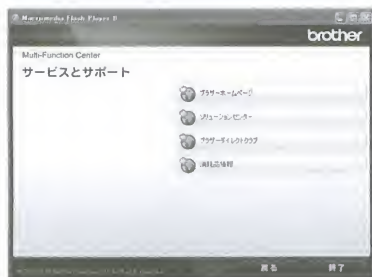 Macromedia Flash Player 8
brother
Multi-Function Center
サービスとサポート
ブラザーホームページ
ソリューションセンター
ブラザーダイレクトクラブ
消耗品情報
戻る
終了